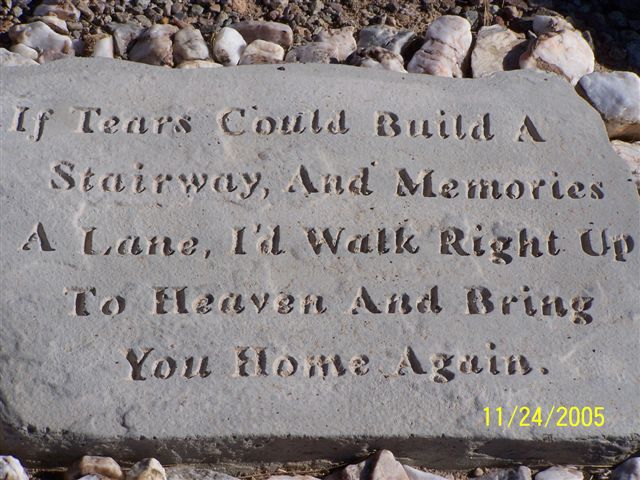 If Tears Could Build A
Stairway, And Memories
A Lane, I'd Walk Right Up
To Heaven And Bring
You Home Again.
11/24/2005